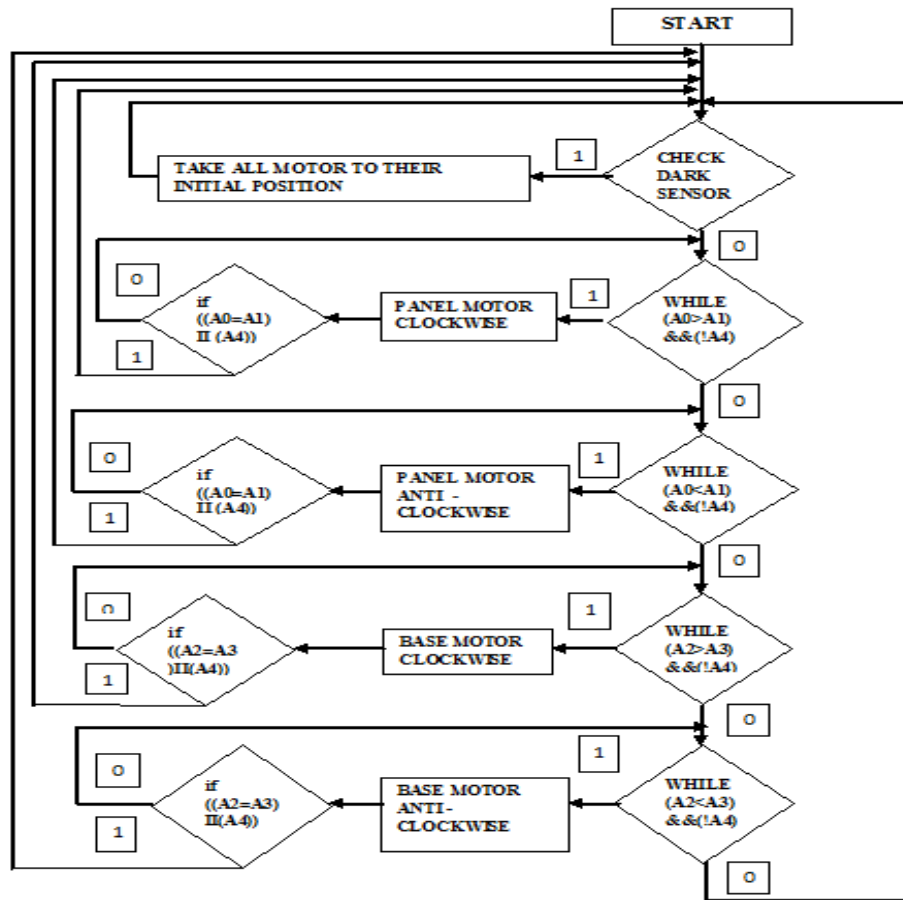 START
1
CHECK
DARK
SENSOR
TAKE ALL MOTOR TO THEIR
INITIAL POSITION
0
0
if
((A0=A1)
II (A4))
PANEL MOTOR
CLOCKWISE
1
WHILE
(A0>A1)
&&(!A4)
1
0
0
if
((A0=A1)
II (A4))
PANEL MOTOR
ANTI -
CLOCKWISE
1
WHILE
(A0<A1)
&&(!A4)
1
0
0
if
((A2=A3
)II(A4))
BASE MOTOR
CLOCKWISE
1
WHILE
(A2>A3)
&&(!A4)
1
0
0
if
((A2=A3)
II(A4))
BASE MOTOR
ANTI-
CLOCKWISE
1
WHILE
(A2<A3)
&&(!A4)
1
0